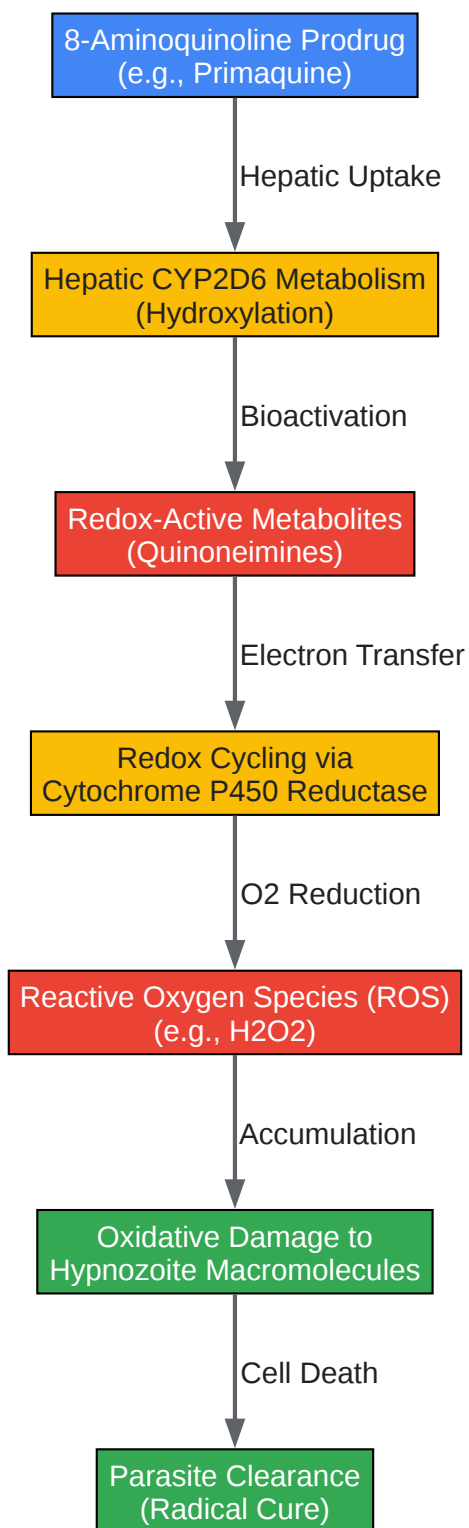 8-Aminoquinoline Prodrug
(e.g., Primaquine)
Hepatic Uptake
Hepatic CYP2D6 Metabolism
(Hydroxylation)
Bioactivation
Redox-Active Metabolites
(Quinoneimines)
Electron Transfer
Redox Cycling via
Cytochrome P450 Reductase
O2 Reduction
Reactive Oxygen Species (ROS)
(e.g., H2O2)
Accumulation
Oxidative Damage to
Hypnozoite Macromolecules
Cell Death
Parasite Clearance
(Radical Cure)